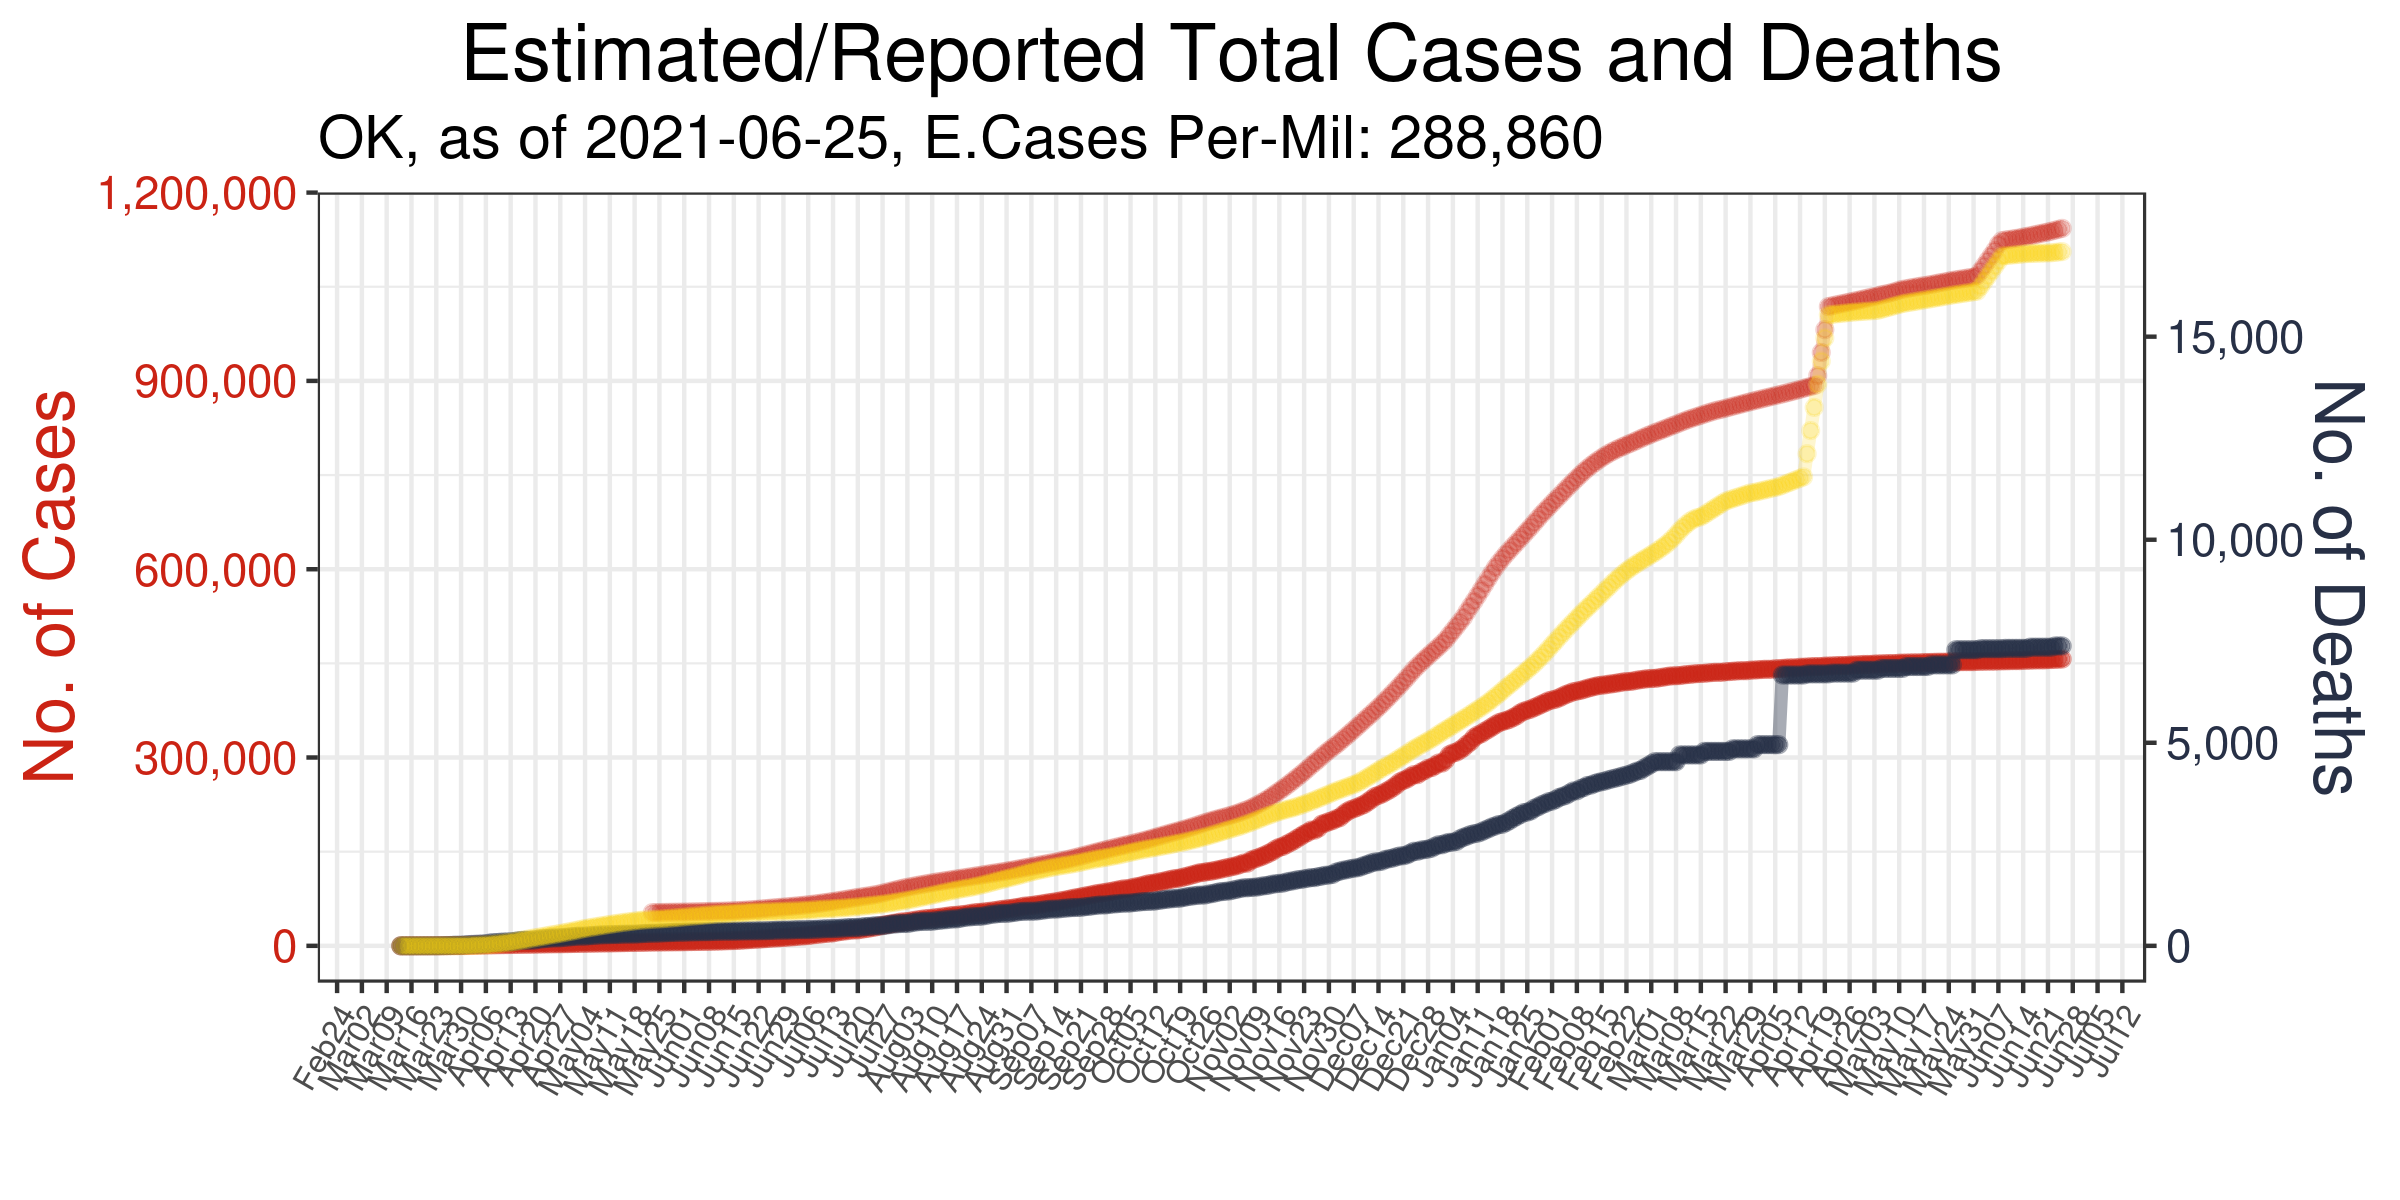 Estimated/Reported Total Cases and Deaths
OK, as of 2021-06-25, E.Cases Per-Mil: 288,860
No. of Cases
1,200,000
900,000
600,000
300,000
0
15,000
10,000
5,000
0
No. of Deaths
Feb24
Mar02
Mar09
Mar16
Mar23
Mar30
Apr06
Apr13
Apr20
Apr27
May04
May11
May18
May25
Jun01
Jun08
Jun15
Jun22
Jun29
Jul06
Jul13
Jul20
Jul27
Aug03
Aug10
Aug17
Aug24
Aug31
Sep07
Sep14
Sep21
Sep28
Oct05
Oct12
Oct19
Oct26
Nov02
Nov09
Nov16
Nov23
Nov30
Dec07
Dec14
Dec21
Dec28
Jan04
Jan11
Jan18
Jan25
Feb01
Feb08
Feb15
Feb22
Mar01
Mar08
Mar15
Mar22
Mar29
Apr05
Apr12
Apr19
Apr26
May03
May10
May17
May24
May31
Jun07
Jun14
Jun21
Jun28
Jul05
Jul12